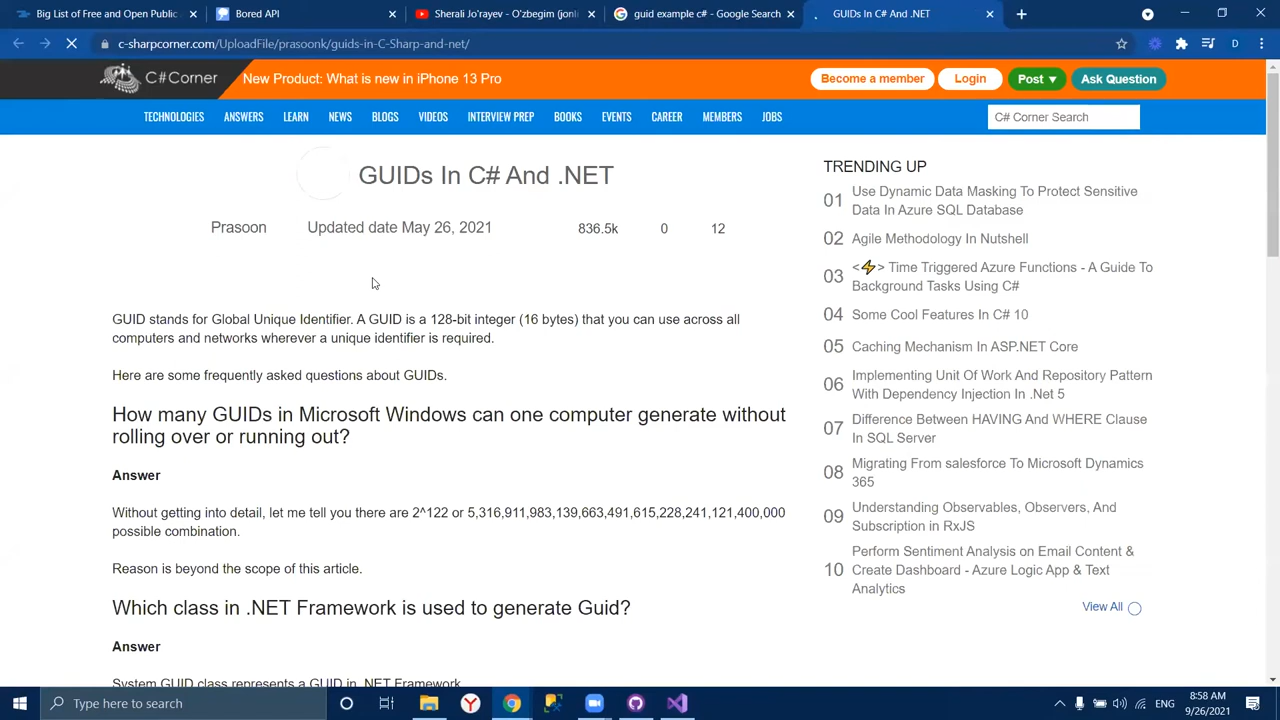 Big List of Free and Open Public
Bored API
Sherali Jo'rayev - O'zbegim (jonl
guid example c# - Google Search
GUIDs In C# And .NET
c-sharpcorner.com/UploadFile/prasoonk/guids-in-C-Sharp-and-net/
D
C#Corner
New Product: What is new in iPhone 13 Pro
Become a member
Login
Post
Ask Question
TECHNOLOGIES
ANSWERS
LEARN
NEWS
BLOGS
VIDEOS
INTERVIEW PREP
BOOKS
EVENTS
CAREER
MEMBERS
JOBS
C# Corner Search
GUIDs In C# And .NET
Prasoon
Updated date May 26, 2021
836.5k
0
12
GUID stands for Global Unique Identifier. A GUID is a 128-bit integer (16 bytes) that you can use across all
computers and networks wherever a unique identifier is required.
Here are some frequently asked questions about GUIDs.
How many GUIDs in Microsoft Windows can one computer generate without
rolling over or running out?
Answer
Without getting into detail, let me tell you there are 2^122 or 5,316,911,983,139,663,491,615,228,241,121,400,000
possible combination.
Reason is beyond the scope of this article.
Which class in .NET Framework is used to generate Guid?
Answer
System GUID class represents a GUID in .NET Framework.
TRENDING UP
01 Use Dynamic Data Masking To Protect Sensitive
Data In Azure SQL Database
02 Agile Methodology In Nutshell
03 <⚡> Time Triggered Azure Functions - A Guide To
Background Tasks Using C#
04 Some Cool Features In C# 10
05 Caching Mechanism In ASP.NET Core
06 Implementing Unit Of Work And Repository Pattern
With Dependency Injection In .Net 5
07 Difference Between HAVING And WHERE Clause
In SQL Server
08 Migrating From salesforce To Microsoft Dynamics
365
09 Understanding Observables, Observers, And
Subscription in RxJS
10 Perform Sentiment Analysis on Email Content &
Create Dashboard - Azure Logic App & Text
Analytics
View All
Type here to search
ENG
8:58 AM
9/26/2021